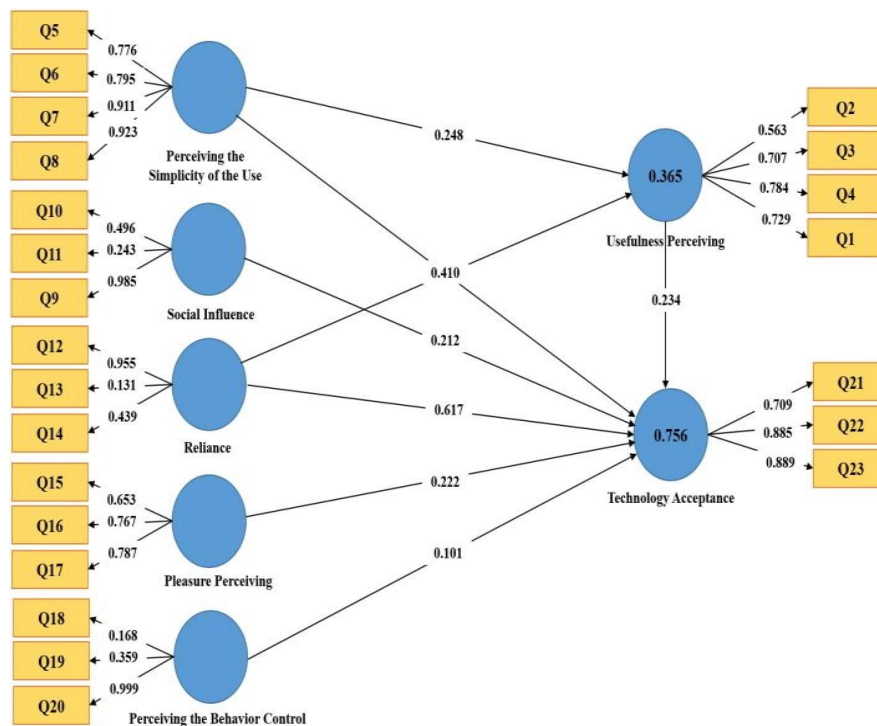 Q5
0.776
Q6
0.795
Q7
0.911
Q8
0.923
Perceiving the
Simplicity of the Use
Q10
0.496
Q11
0.243
Q9
0.985
Social Influence
Q12
0.955
Q13
0.131
Q14
0.439
Reliance
Q15
0.653
Q16
0.767
Q17
0.787
Pleasure Perceiving
Q18
0.168
Q19
0.359
Q20
0.999
Perceiving the Behavior Control
0.248
0.410
0.212
0.617
0.222
0.101
0.365
Usefulness Perceiving
0.234
0.756
Technology Acceptance
Q2
0.563
Q3
0.707
Q4
0.784
Q1
0.729
Q21
0.709
Q22
0.885
Q23
0.889